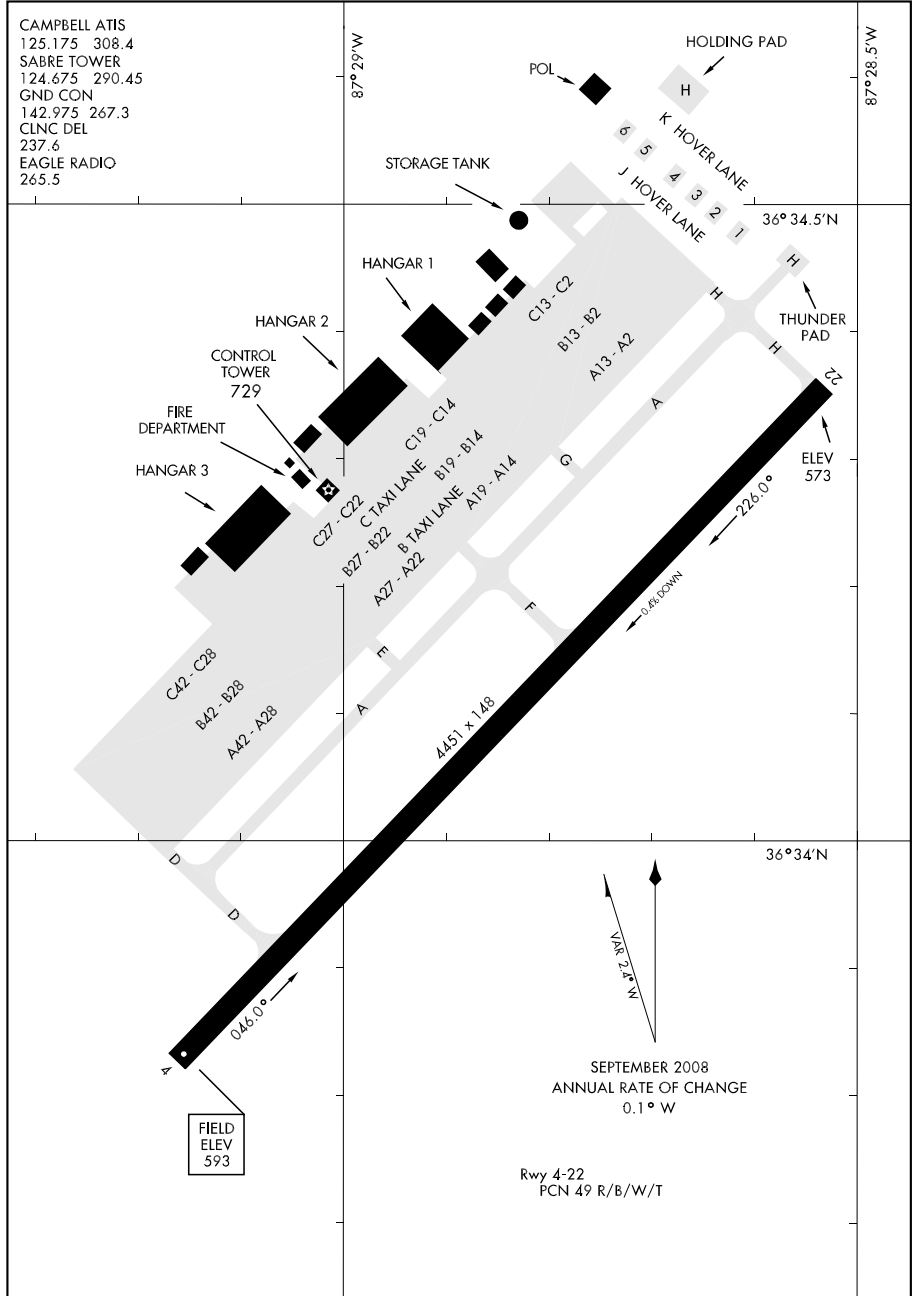 CAMPBELL ATIS
125.175 308.4
SABRE TOWER
124.675 290.45
GND CON
142.975 267.3
CLNC DEL
237.6
EAGLE RADIO
265.5
87°29'W
87°28.5'W
HOLDING PAD
POL
H
K HOVER LANE
6
5
4
3
2
1
J HOVER LANE
STORAGE TANK
36°34.5'N
H
HANGAR 1
H
THUNDER
PAD
C13 - C2
B13 - B2
A13 - A2
H
HANGAR 2
CONTROL
TOWER
729
22
FIRE
DEPARTMENT
C19 - C14
A
ELEV
573
HANGAR 3
B19 - B14
G
A19 - A14
C TAXI LANE
C27 - C22
B TAXI LANE
B27 - B22
A27 - A22
226.0°
0.4% DOWN
F
E
C42 - C28
B42 - B28
A42 - A28
A
4451 x 148
36°34'N
D
D
VAR 2.4° W
046.0°
4
SEPTEMBER 2008
ANNUAL RATE OF CHANGE
0.1° W
FIELD
ELEV
593
Rwy 4-22
PCN 49 R/B/W/T